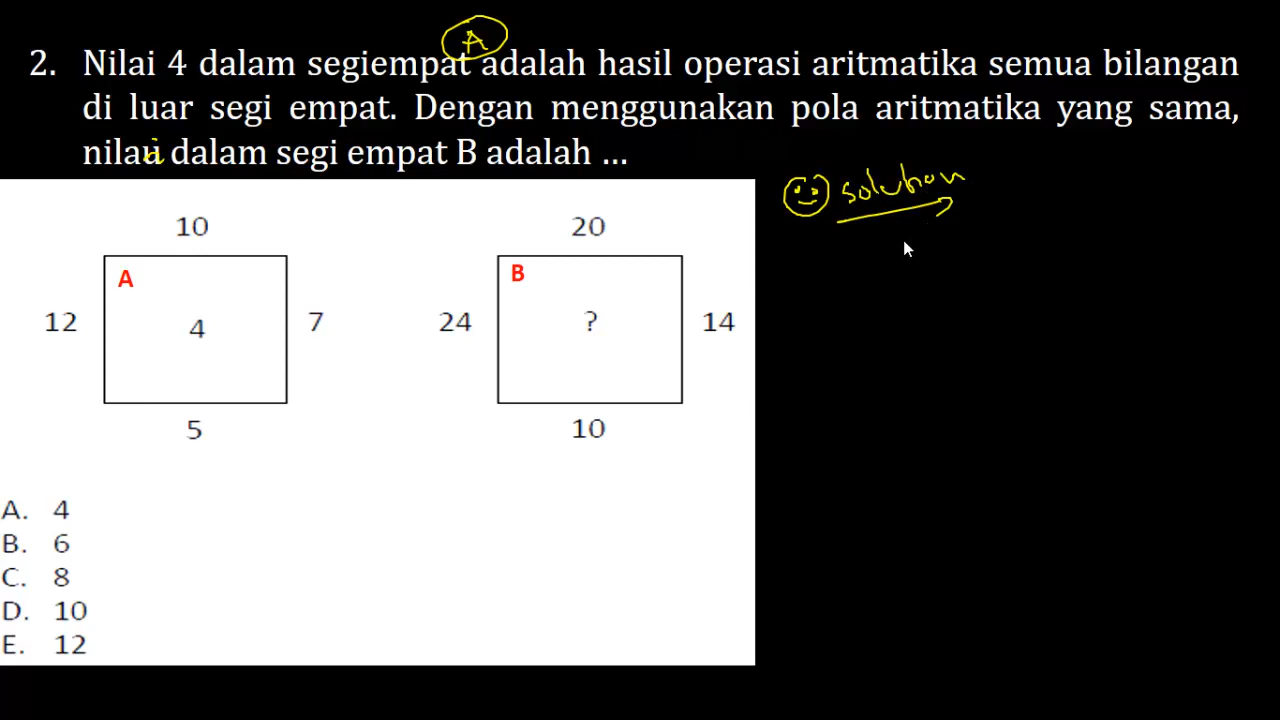 A
2. Nilai 4 dalam segiempat adalah hasil operasi aritmatika semua bilangan
di luar segi empat. Dengan menggunakan pola aritmatika yang sama,
nilai dalam segi empat B adalah ...
solution
10 20
A B
12 4 7 24 ? 14
5 10
A. 4
B. 6
C. 8
D. 10
E. 12